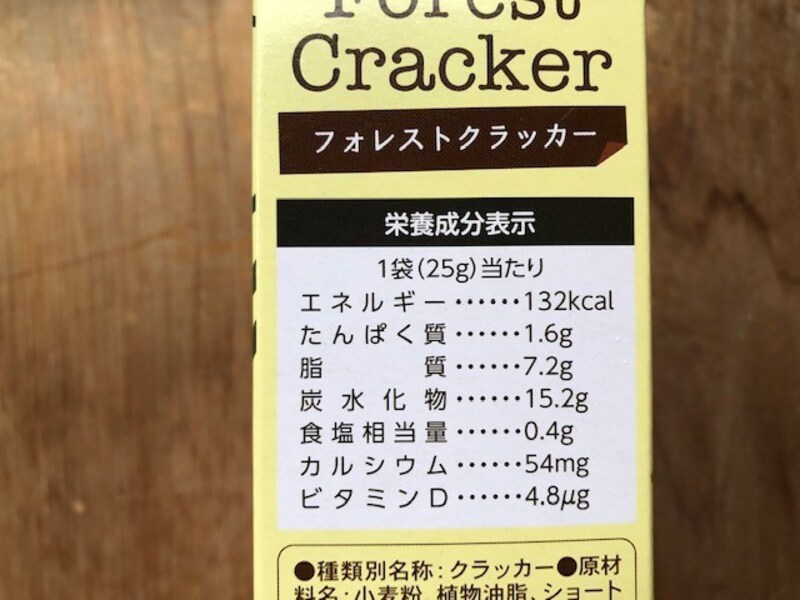 Forest
Cracker
フォレストクラッカー
栄養成分表示
1袋(25g)当たり
エネルギー······132kcal
たんぱく質······1.6g
脂質······7.2g
炭水化物······15.2g
食塩相当量······0.4g
カルシウム······54mg
ビタミンD······4.8μg
●種類別名称:クラッカー●原材
料名:小麦粉、植物油脂、ショート